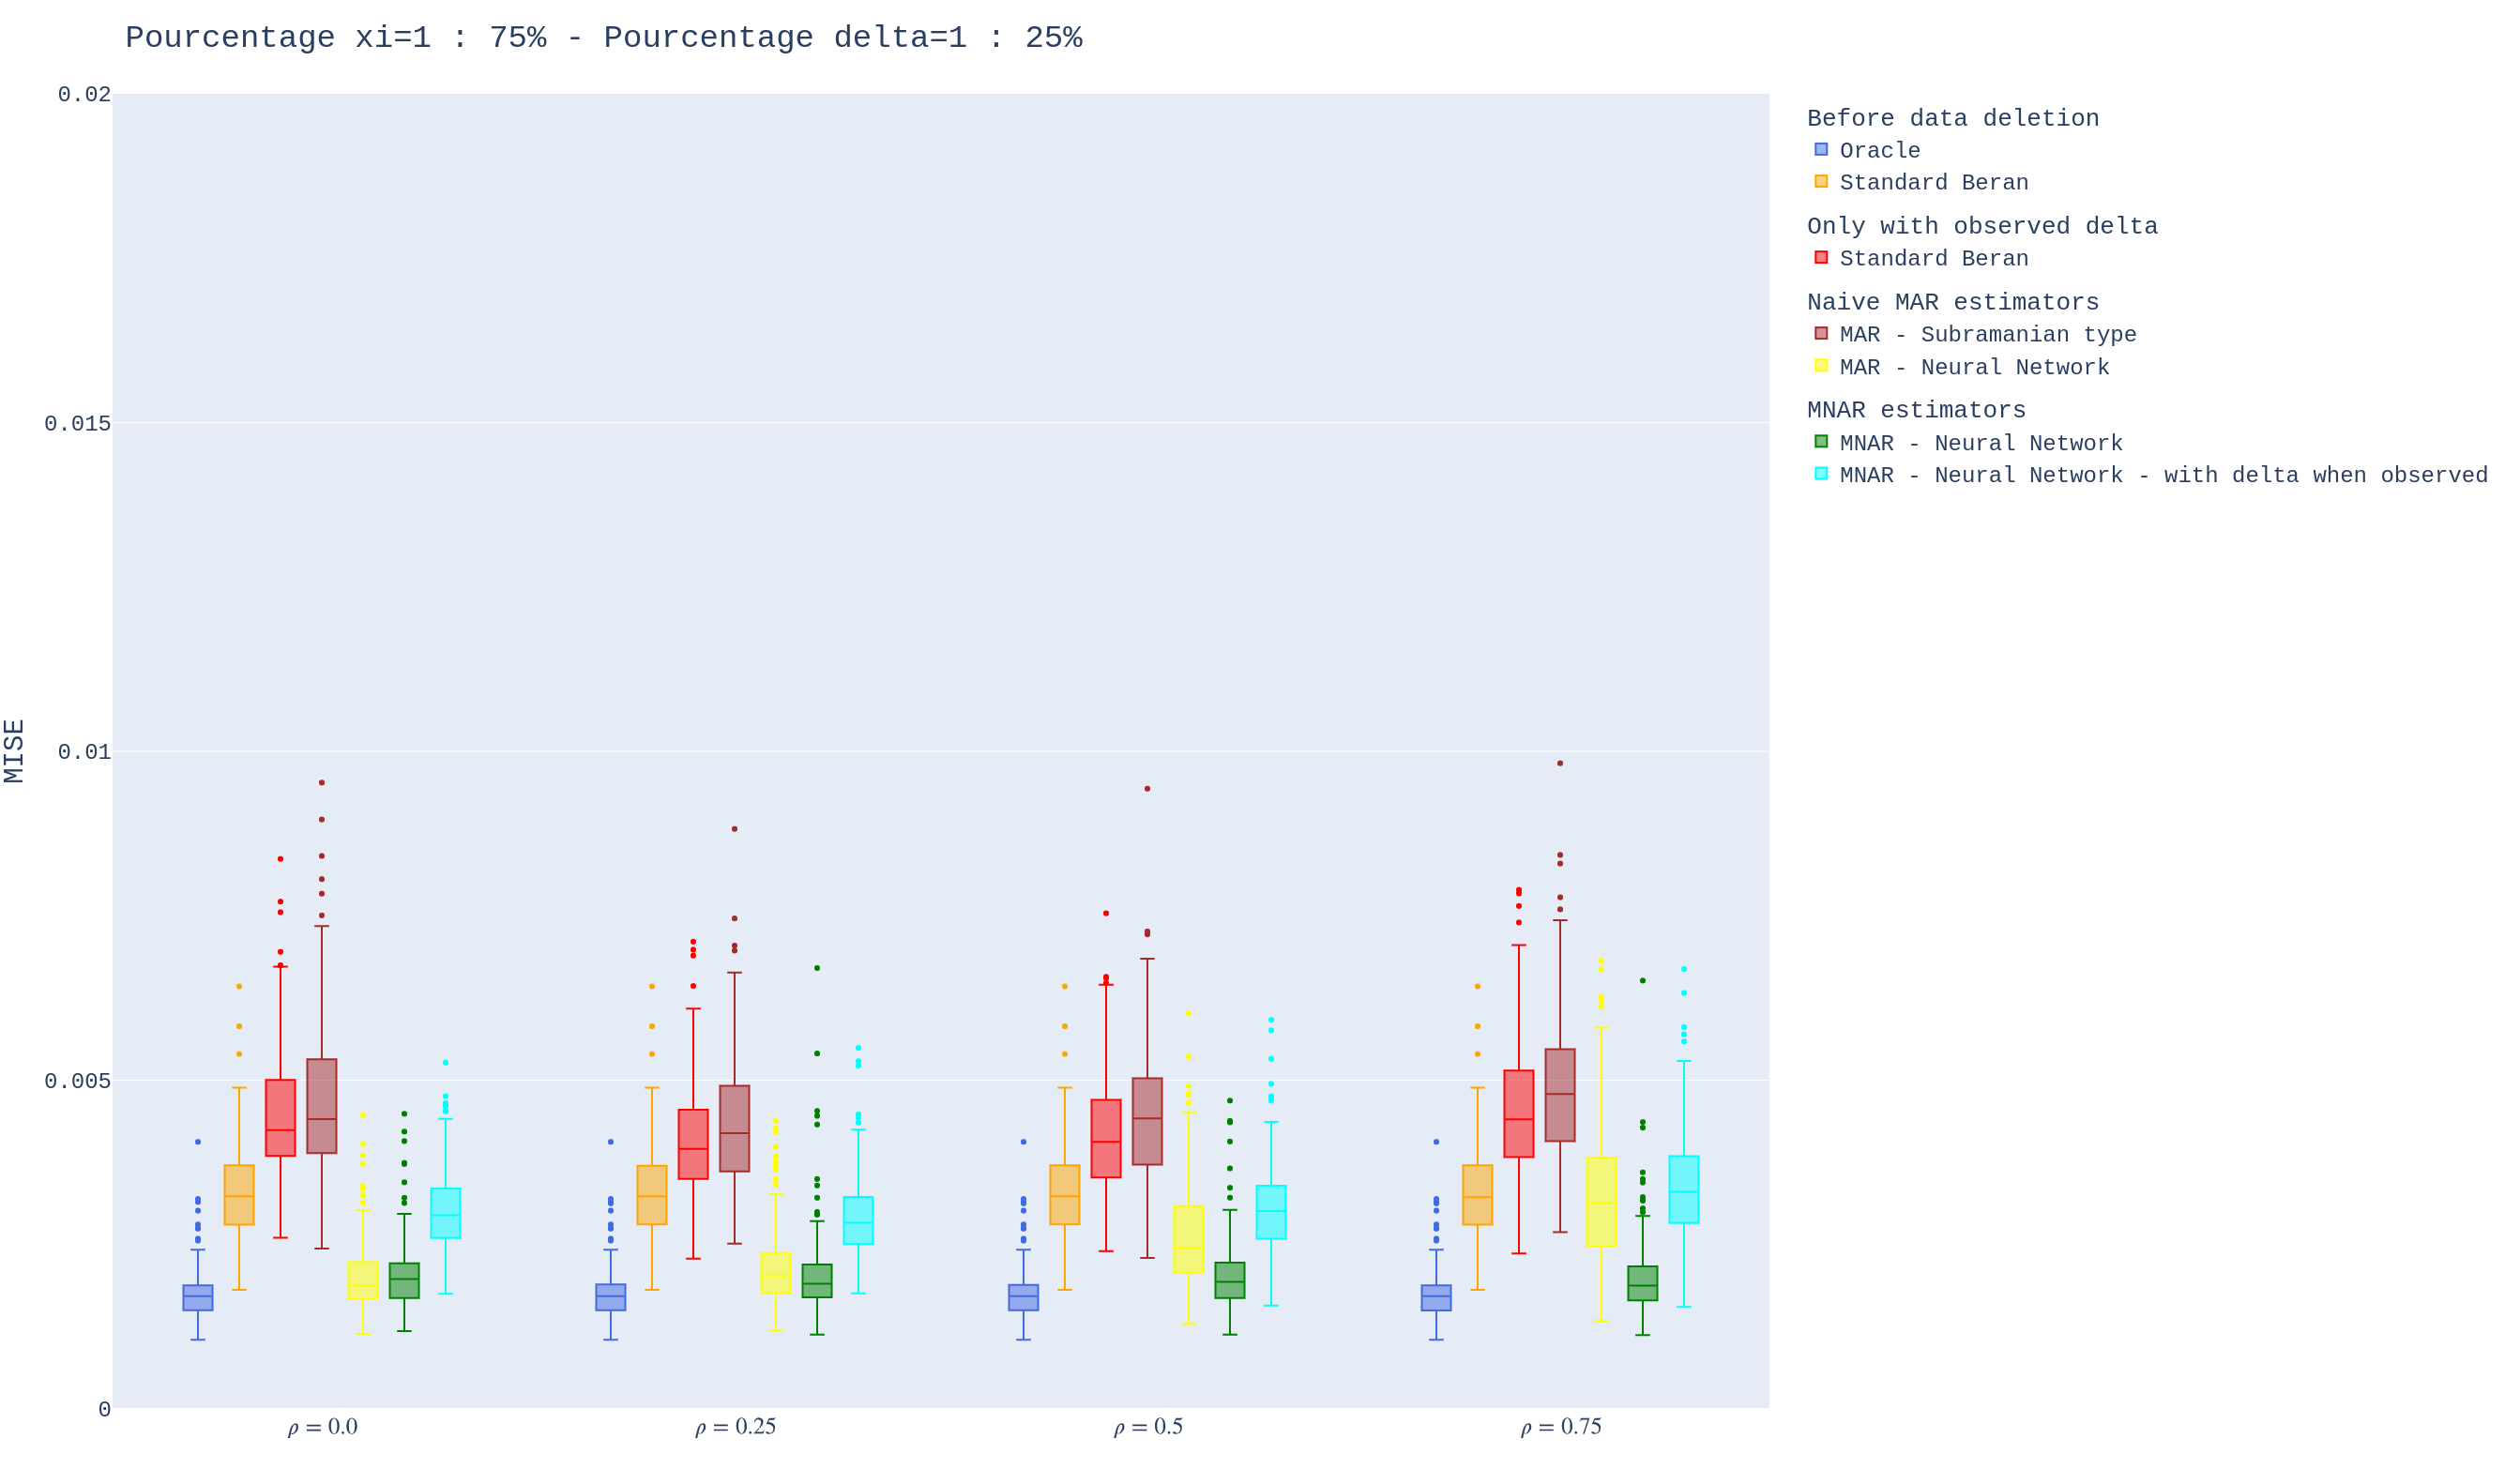 Pourcentage xi=1 : 75% - Pourcentage delta=1 : 25%
0.02
0.015
0.01
0.005
0
MISE
ρ = 0.0
ρ = 0.25
ρ = 0.5
ρ = 0.75
Before data deletion
Oracle
Standard Beran
Only with observed delta
Standard Beran
Naive MAR estimators
MAR - Subramanian type
MAR - Neural Network
MNAR estimators
MNAR - Neural Network
MNAR - Neural Network - with delta when observed